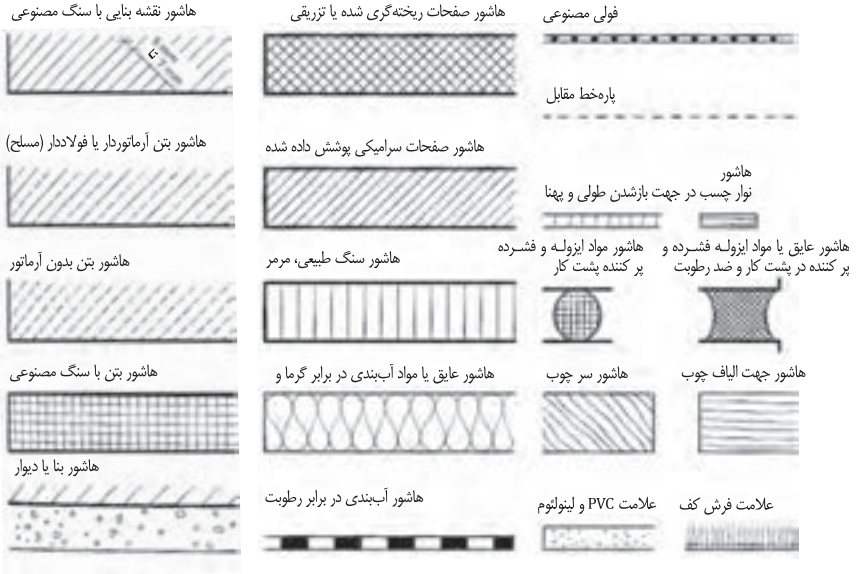 فولی مصنوعی
هاشور صفحات ریخته‌گری شده یا تزریقی
هاشور نقشه بنایی با سنگ مصنوعی
پاره‌خط مقابل
هاشور صفحات سرامیکی پوشش داده شده
هاشور بتن آرماتوردار یا فولاددار (مسلح)
هاشور
نوار چسب در جهت بازشدن طولی و پهنا
هاشور عایق یا مواد ایزولـه فشـرده و
پر کننده در پشت کار و ضد رطوبت
هاشور مواد ایزولـه و فشـرده
پر کننده پشت کار
هاشور سنگ طبیعی، مرمر
هاشور بتن بدون آرماتور
هاشور جهت الیاف چوب
هاشور سر چوب
هاشور عایق یا مواد آب‌بندی در برابر گرما و
هاشور بتن با سنگ مصنوعی
هاشور بنا یا دیوار
علامت فرش کف
علامت PVC و لینولئوم
هاشور آب‌بندی در برابر رطوبت